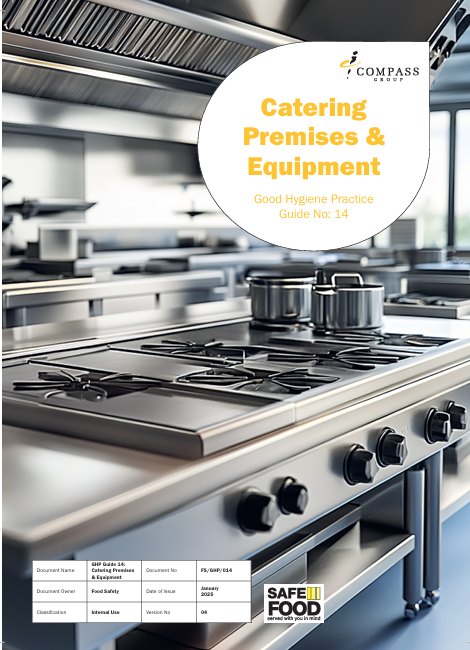 COMPASS
GROUP
Catering
Premises &
Equipment
Good Hygiene Practice
Guide No: 14
Document Name
GHP Guide 14:
Catering Premises
& Equipment
Document No
FS/GHP/014
Document Owner
Food Safety
Date of Issue
January
2025
Classification
Internal Use
Version No
04
SAFE
FOOD
served with you in mind